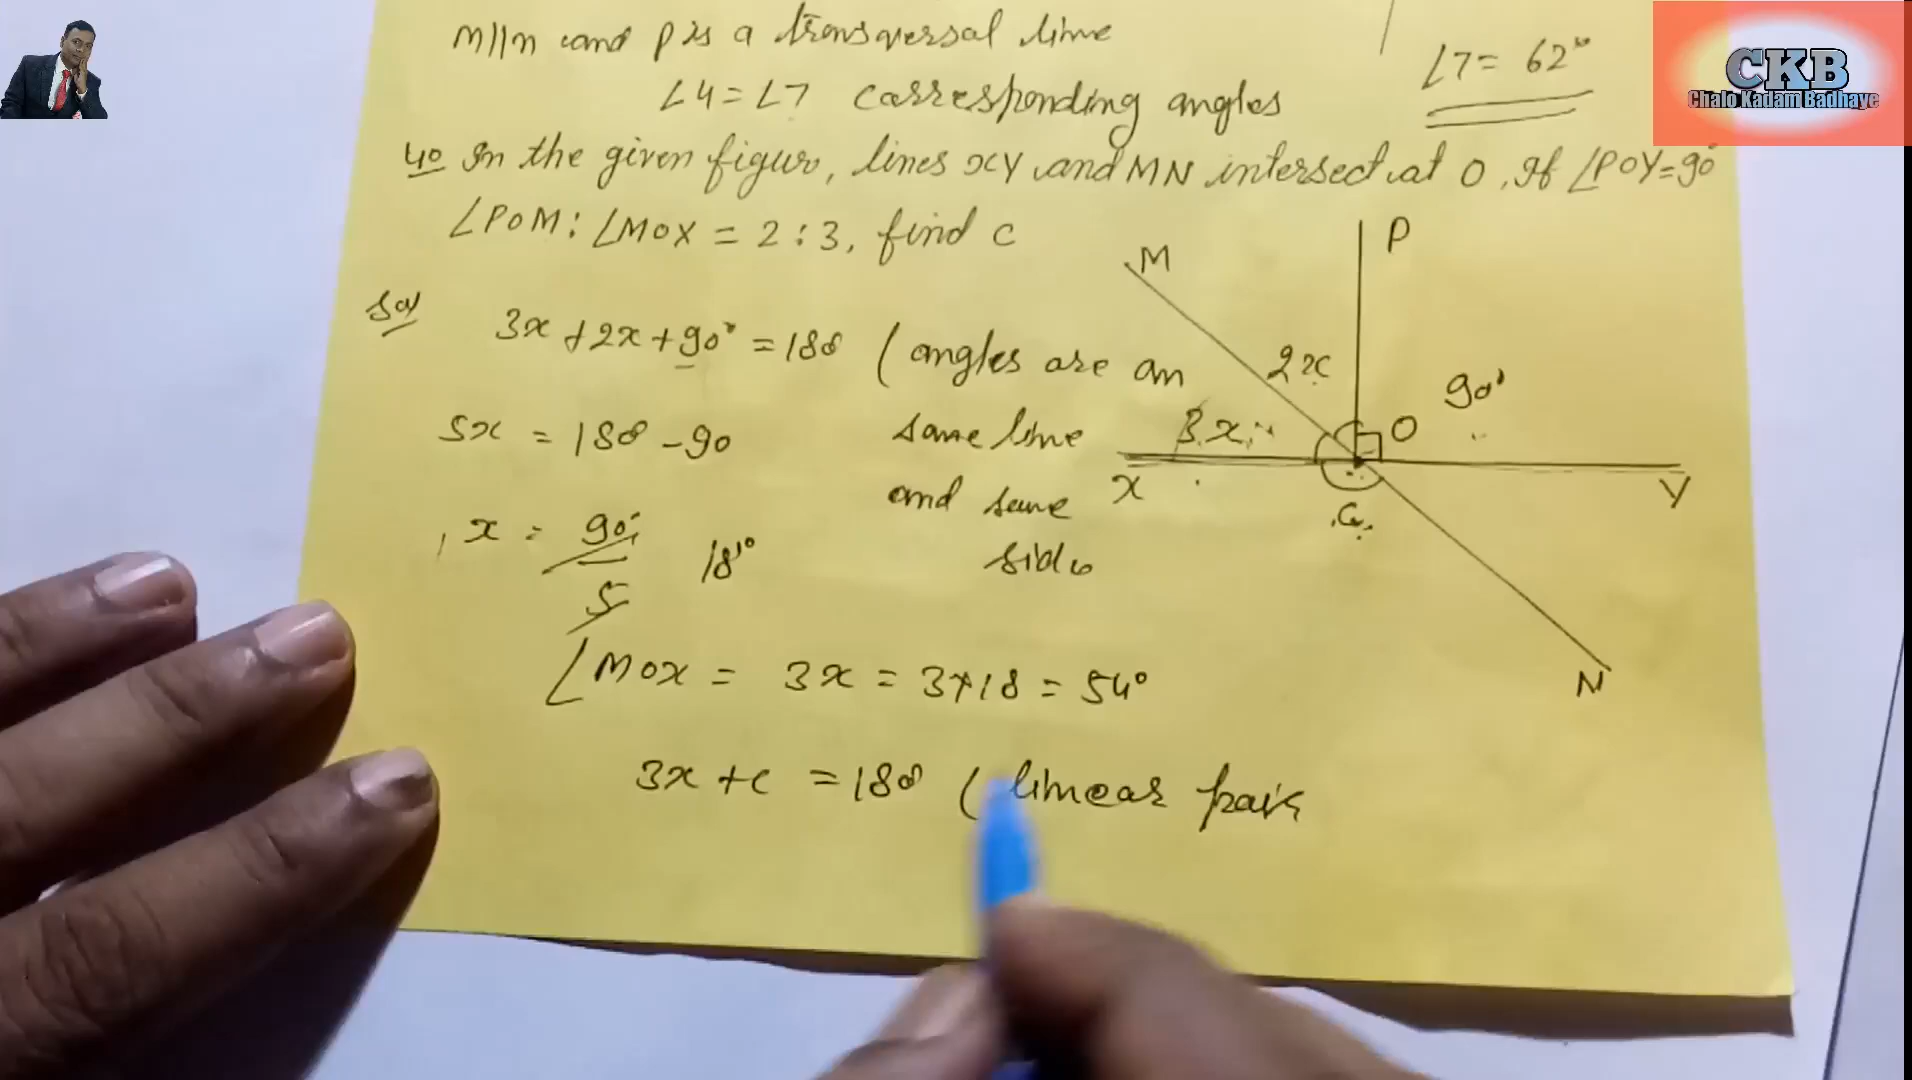 m||n and p is a transversal line
∠4 = ∠7 carresponding angles
∠7 = 62°
CKB
Chalo Kadam Badhaye
40 In the given figur, lines XY and MN intersect at O, If ∠POY = 90°
∠POM : ∠MOX = 2 : 3, find c
Sol
3x + 2x + 90° = 180 ( angles are on
same line
and same
side
5x = 180 - 90
x = 90°
5
18°
∠MOX = 3x = 3×18 = 54°
3x + c = 180 ( linear pair
M
P
2x
90°
3x
O
X
Y
C
N